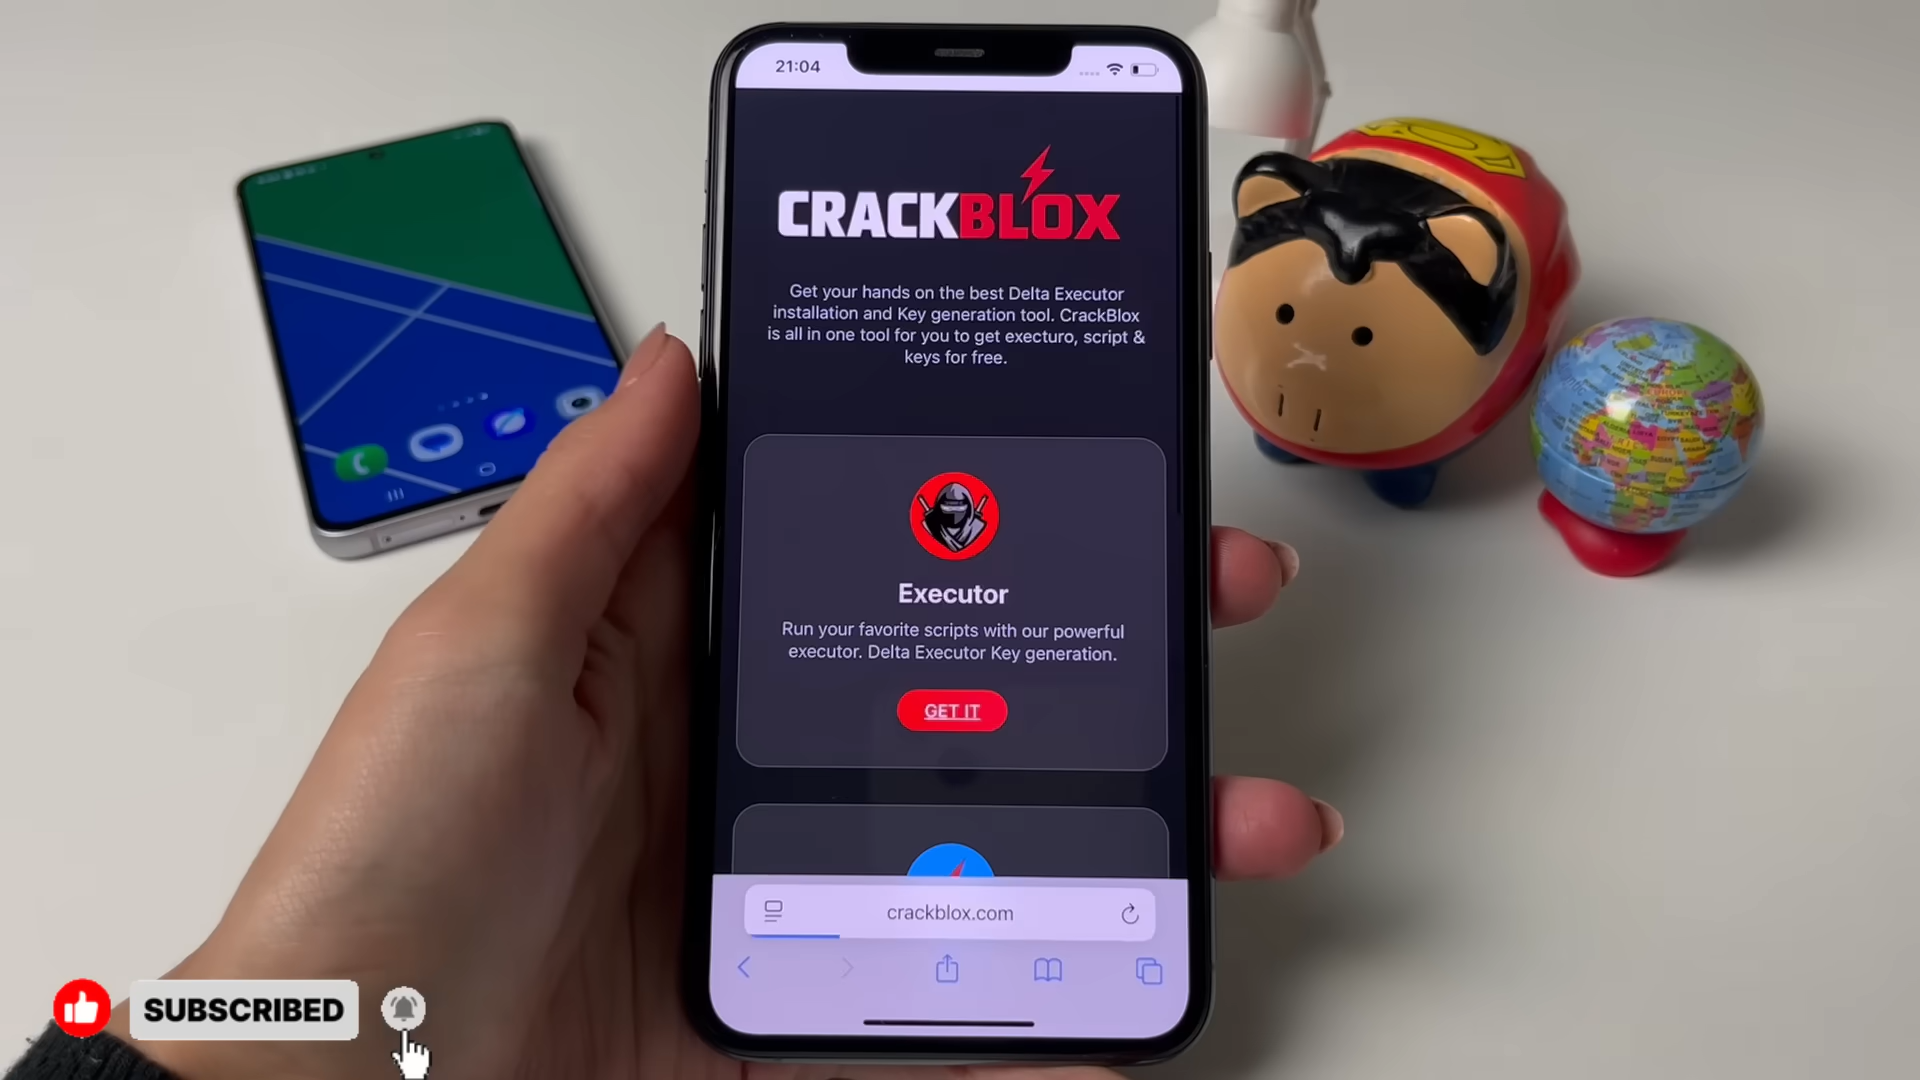 21:04
CRACKBLOX
Get your hands on the best Delta Executor
installation and Key generation tool. CrackBlox
is all in one tool for you to get executuro, script &
keys for free.
Executor
Run your favorite scripts with our powerful
executor. Delta Executor Key generation.
GET IT
crackblox.com
SUBSCRIBED